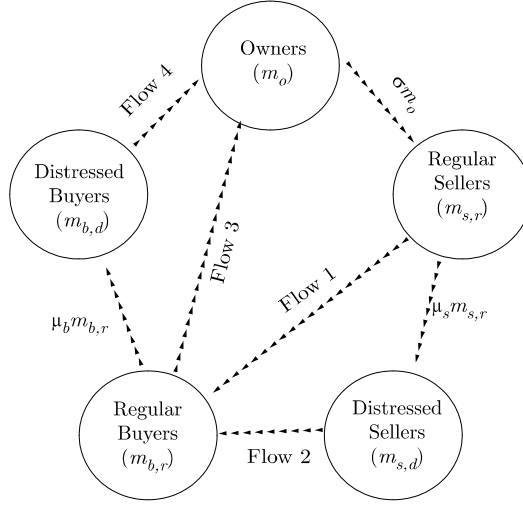 Owners
(m_o)
Flow 4
σm_o
Distressed
Buyers
(m_{b,d})
Regular
Sellers
(m_{s,r})
Flow 3
Flow 1
μ_b m_{b,r}
μ_s m_{s,r}
Regular
Buyers
(m_{b,r})
Distressed
Sellers
(m_{s,d})
Flow 2